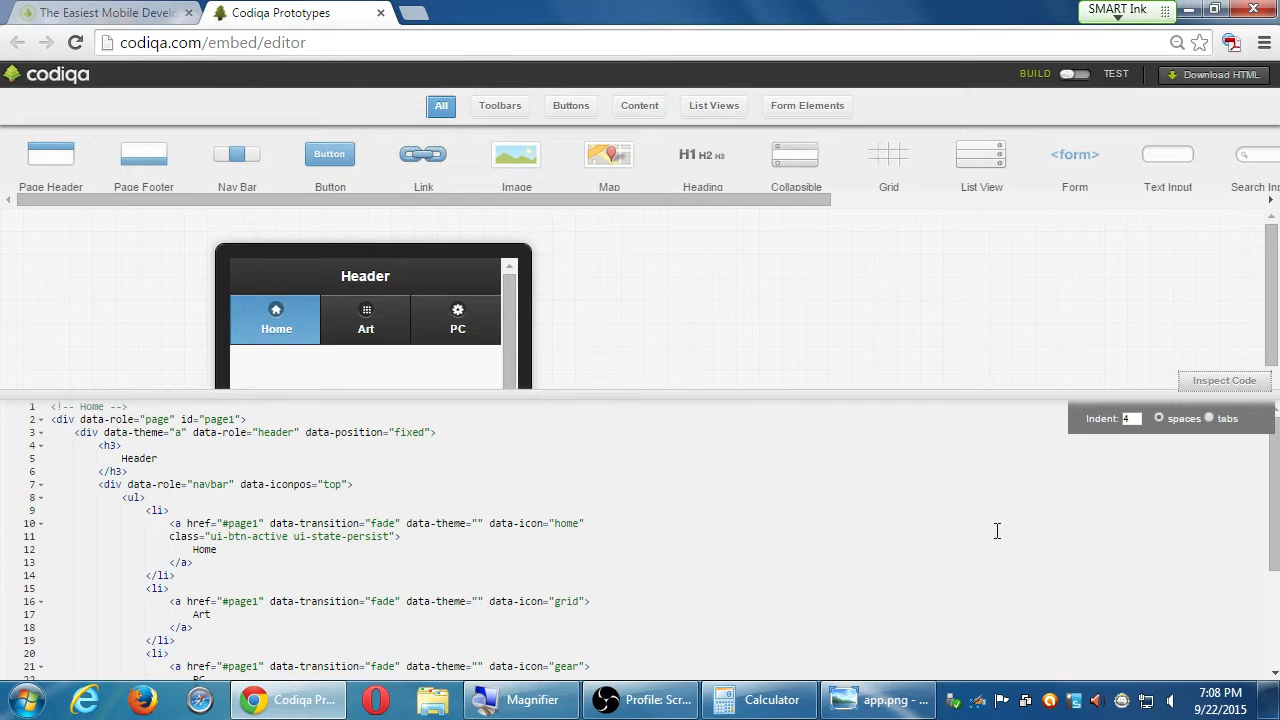 The Easiest Mobile Devel
Codiqa Prototypes
SMART Ink
codiqa.com/embed/editor
codiqa
BUILD
TEST
Download HTML
All
Toolbars
Buttons
Content
List Views
Form Elements
Button
H1 H2 H3
<form>
Page Header
Page Footer
Nav Bar
Button
Link
Image
Map
Heading
Collapsible
Grid
List View
Form
Text Input
Search Inp
Header
Home
Art
PC
Inspect Code
Indent: 4 spaces tabs
1 <!-- Home -->
2 <div data-role="page" id="page1">
3 <div data-theme="a" data-role="header" data-position="fixed">
4 <h3>
5 Header
6 </h3>
7 <div data-role="navbar" data-iconpos="top">
8 <ul>
9 <li>
10 <a href="#page1" data-transition="fade" data-theme="" data-icon="home"
11 class="ui-btn-active ui-state-persist">
12 Home
13 </a>
14 </li>
15 <li>
16 <a href="#page1" data-transition="fade" data-theme="" data-icon="grid">
17 Art
18 </a>
19 </li>
20 <li>
21 <a href="#page1" data-transition="fade" data-theme="" data-icon="gear">
22 PC
Codiqa Pr...
Magnifier
Profile: Scr...
Calculator
app.png - ...
7:08 PM
9/22/2015